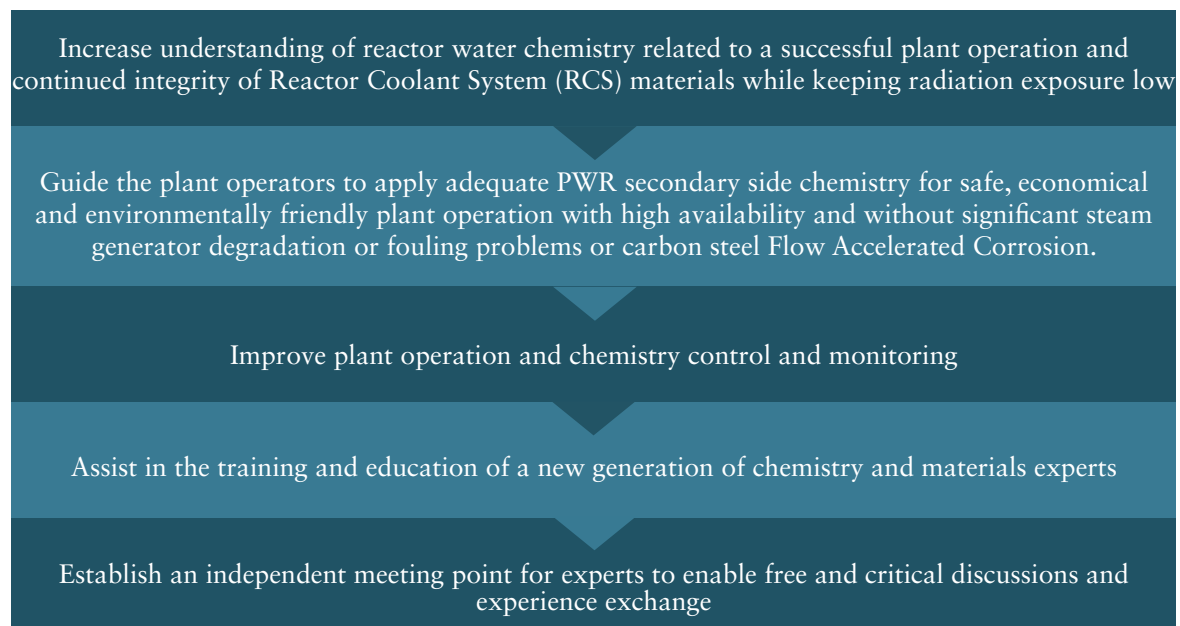 Increase understanding of reactor water chemistry related to a successful plant operation and
continued integrity of Reactor Coolant System (RCS) materials while keeping radiation exposure low
Guide the plant operators to apply adequate PWR secondary side chemistry for safe, economical
and environmentally friendly plant operation with high availability and without significant steam
generator degradation or fouling problems or carbon steel Flow Accelerated Corrosion.
Improve plant operation and chemistry control and monitoring
Assist in the training and education of a new generation of chemistry and materials experts
Establish an independent meeting point for experts to enable free and critical discussions and
experience exchange